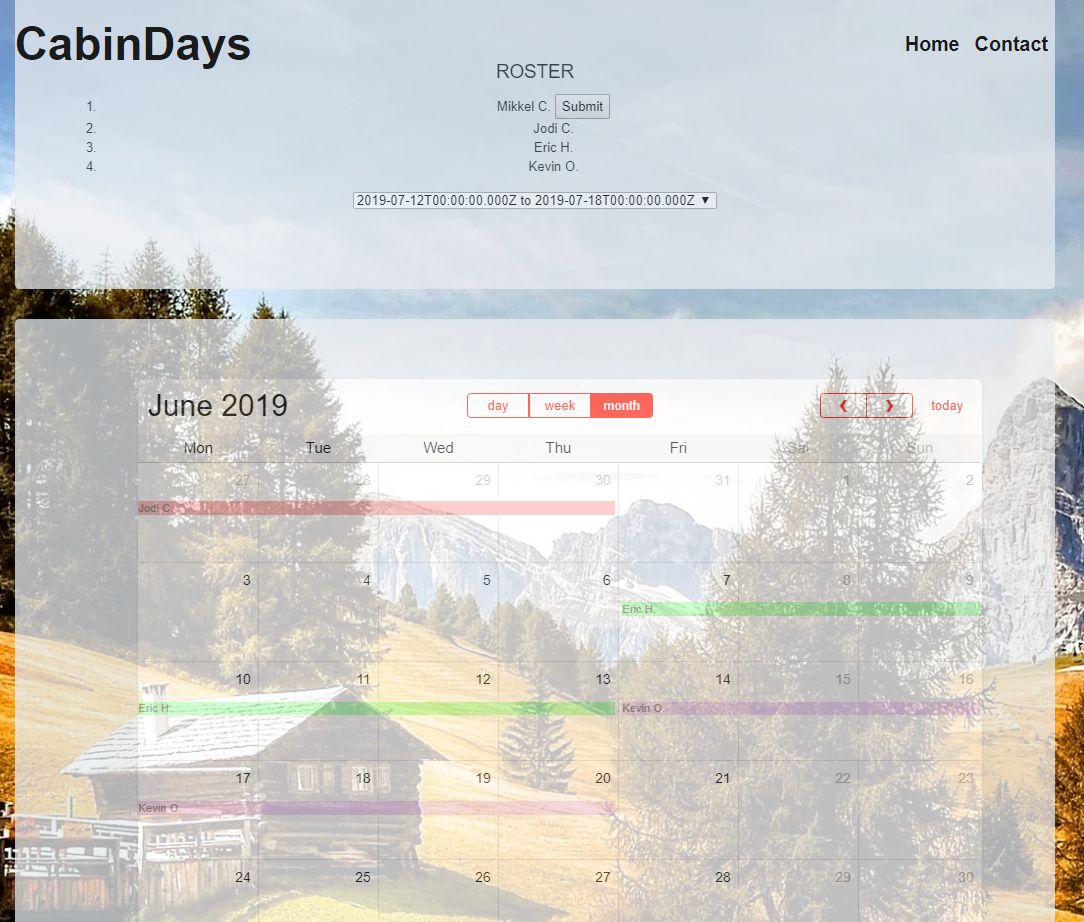 CabinDays
Home Contact
ROSTER
1. Mikkel C. Submit
2. Jodi C.
3. Eric H.
4. Kevin O.
2019-07-12T00:00:00.000Z to 2019-07-18T00:00:00.000Z ▼
June 2019
day week month
❮ ❯ today
Mon Tue Wed Thu Fri Sat Sun
27 28 29 30 31 1 2
Jodi C.
3 4 5 6 7 8 9
Eric H.
10 11 12 13 14 15 16
Eric H. Kevin O.
17 18 19 20 21 22 23
Kevin O.
24 25 26 27 28 29 30